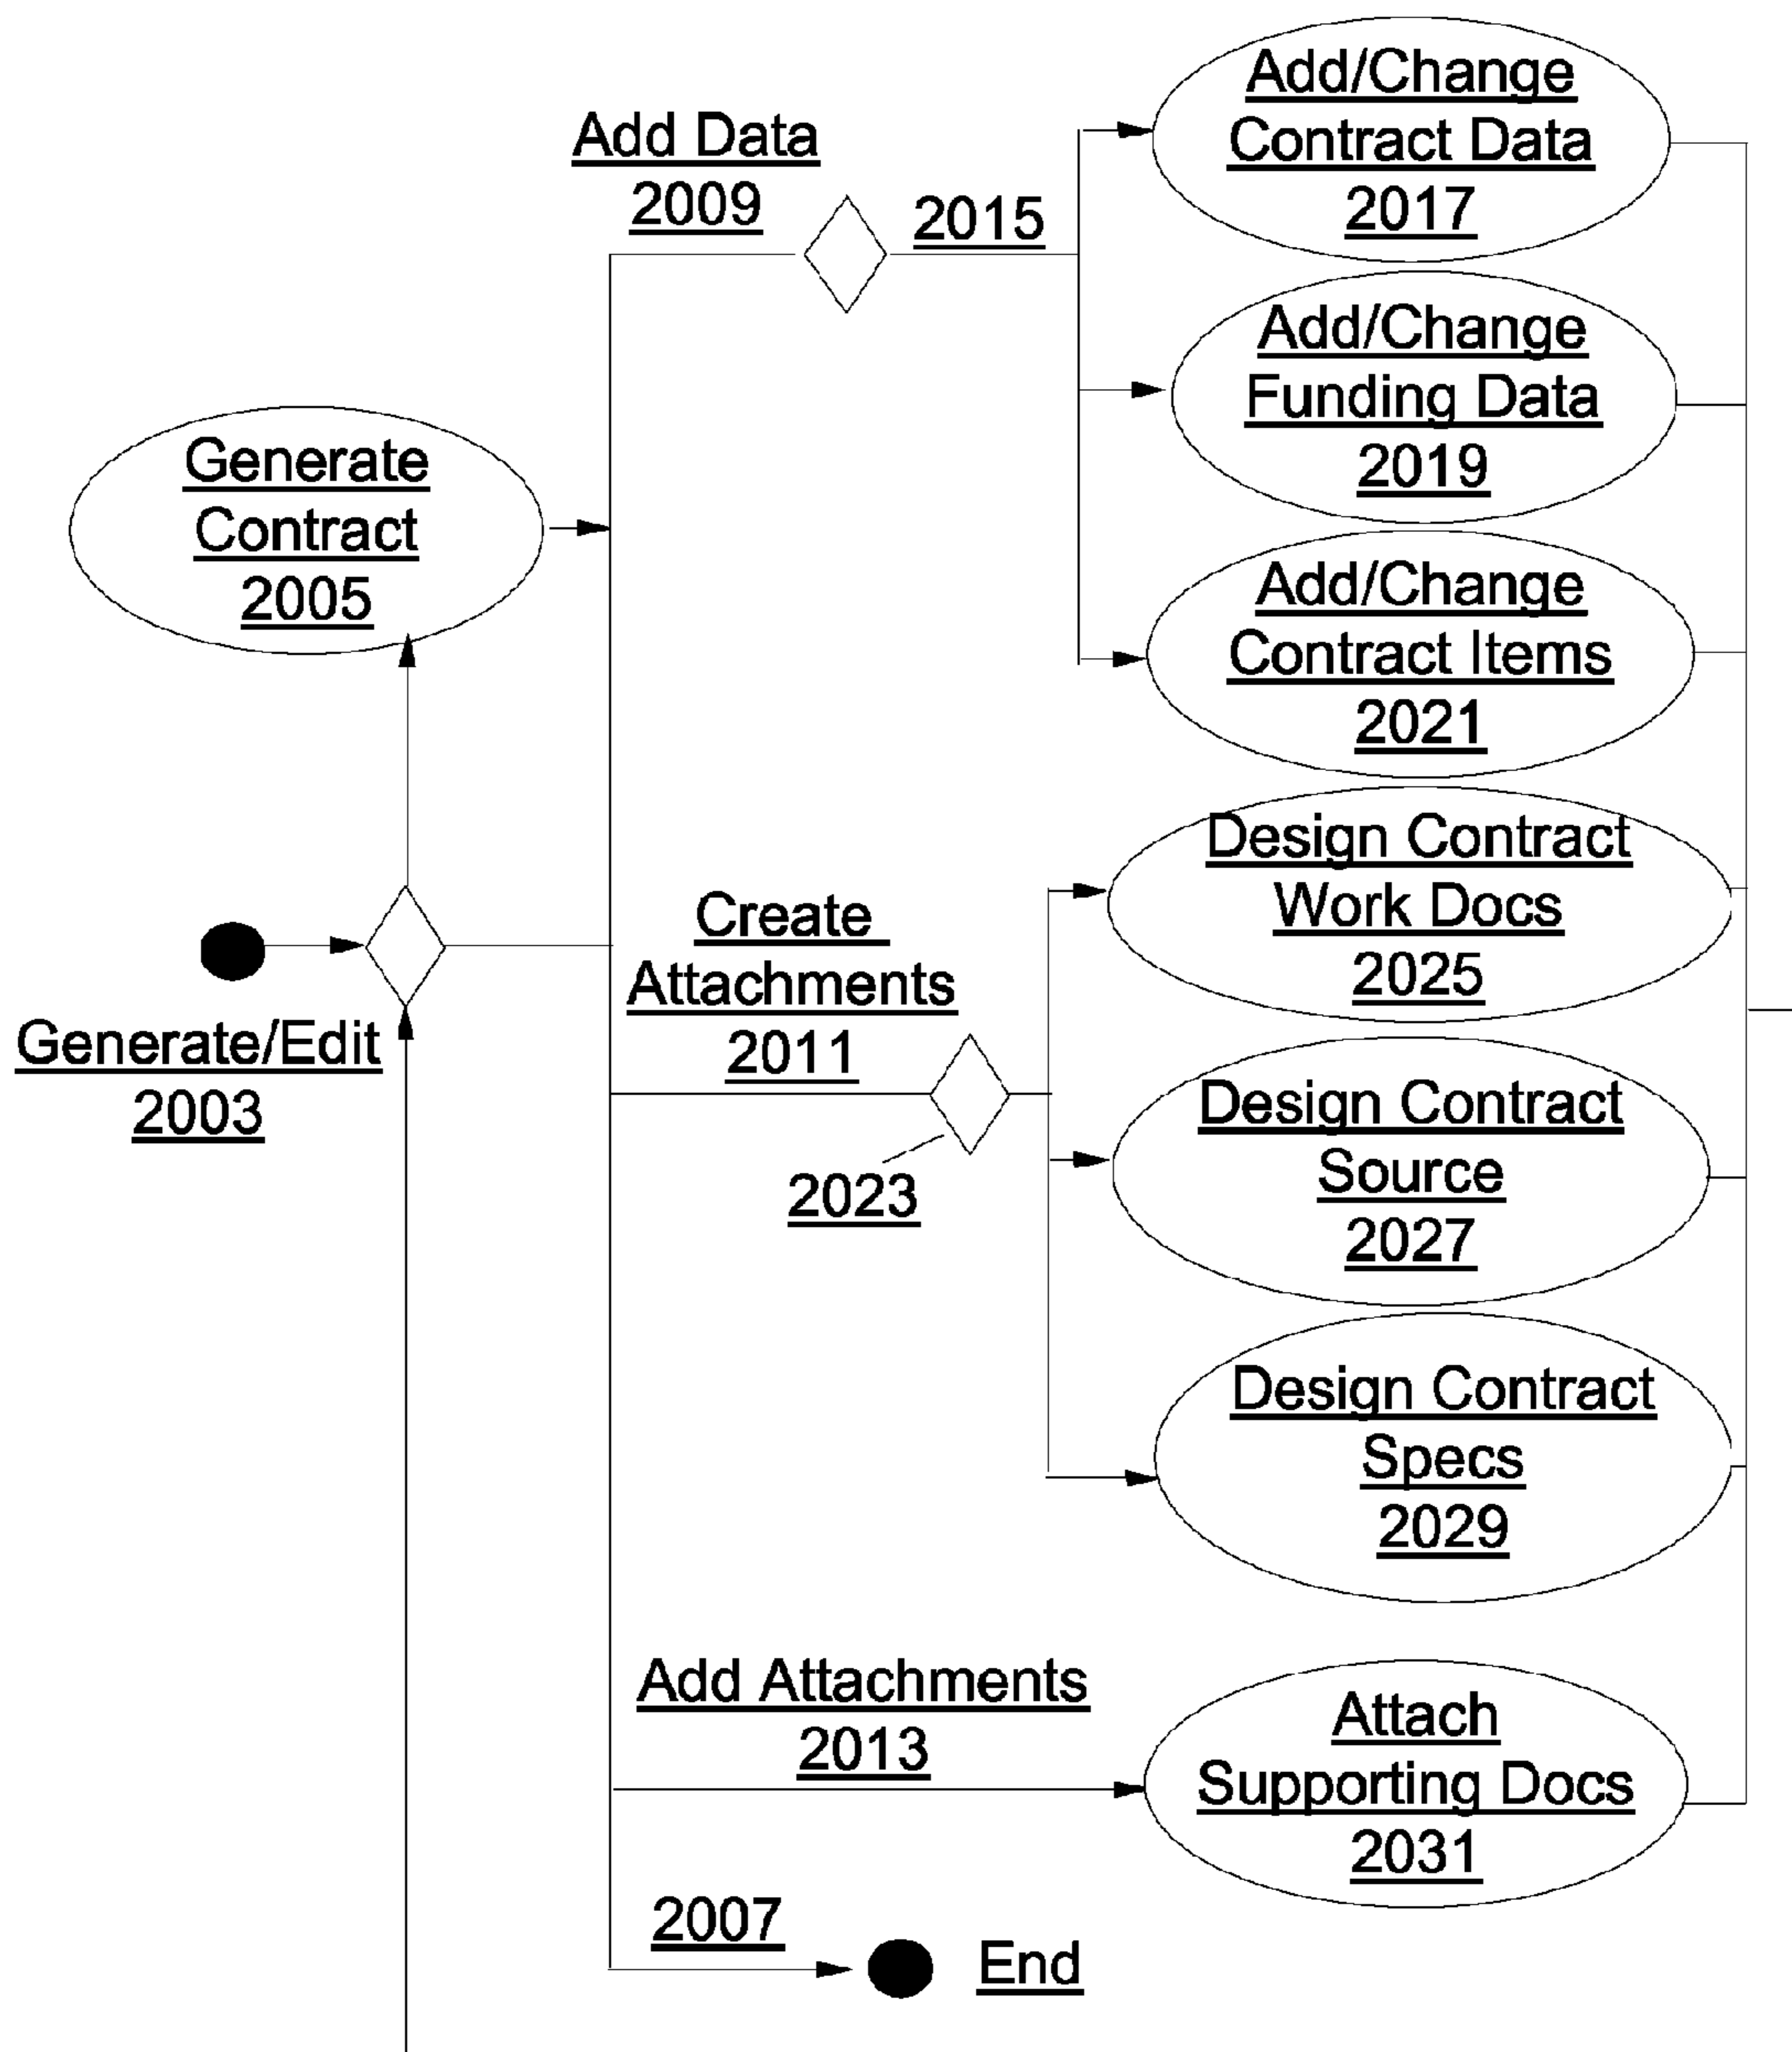 Add/Change
Contract Data
2017
Add Data
2009
2015
Add/Change
Funding Data
2019
Generate
Contract
2005
Add/Change
Contract Items
2021
Design Contract
Work Docs
2025
Create
Attachments
2011
Generate/Edit
2003
2023
Design Contract
Source
2027
Design Contract
Specs
2029
Add Attachments
2013
Attach
Supporting Docs
2031
2007
End